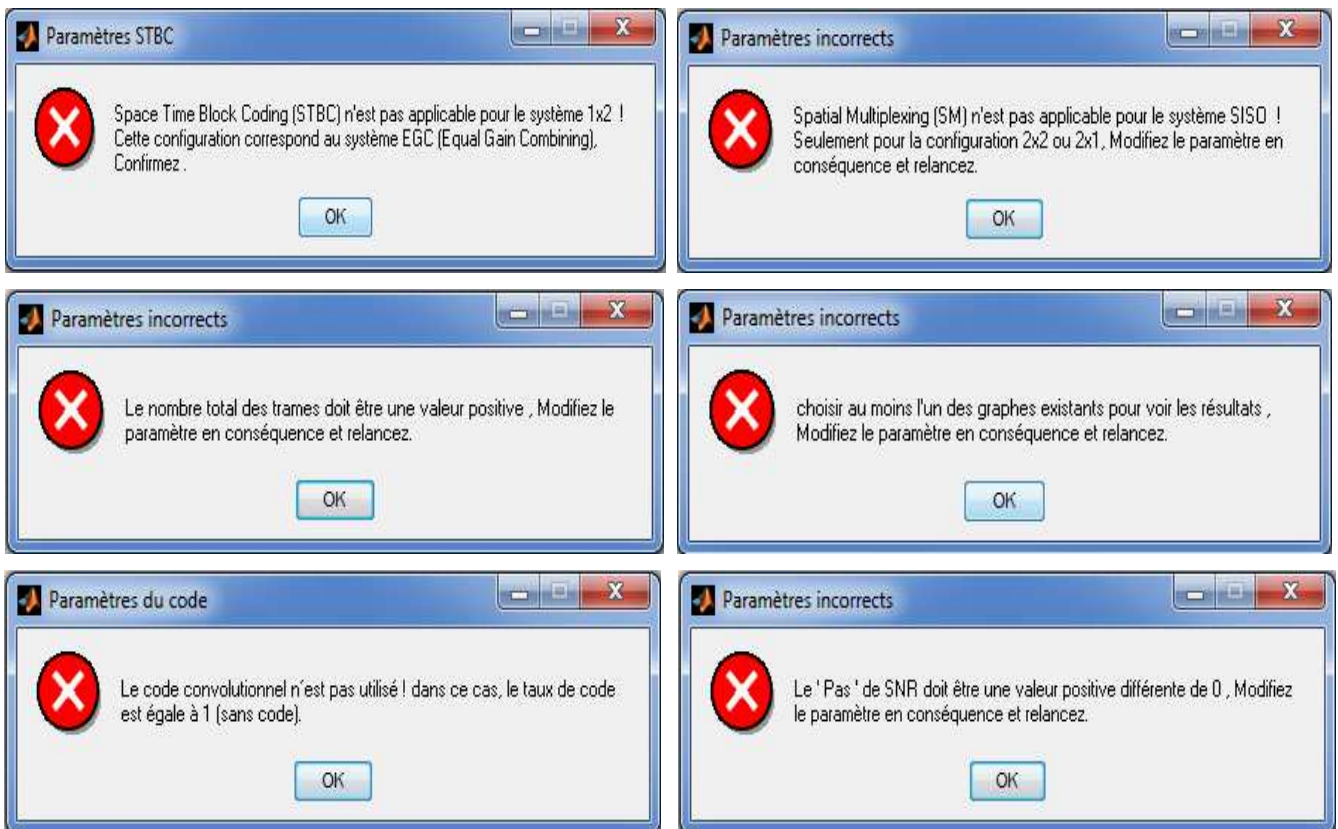 Paramètres STBC
Space Time Block Coding (STBC) n'est pas applicable pour le système 1x2 !
Cette configuration correspond au système EGC (Equal Gain Combining),
Confirmez .
OK
Paramètres incorrects
Spatial Multiplexing (SM) n'est pas applicable pour le système SISO !
Seulement pour la configuration 2x2 ou 2x1, Modifiez le paramètre en
conséquence et relancez.
OK
Paramètres incorrects
Le nombre total des trames doit être une valeur positive , Modifiez le
paramètre en conséquence et relancez.
OK
Paramètres incorrects
choisir au moins l'un des graphes existants pour voir les résultats ,
Modifiez le paramètre en conséquence et relancez.
OK
Paramètres du code
Le code convolutionnel n´est pas utilisé ! dans ce cas, le taux de code
est égale à 1 (sans code).
OK
Paramètres incorrects
Le ' Pas ' de SNR doit être une valeur positive différente de 0 , Modifiez
le paramètre en conséquence et relancez.
OK